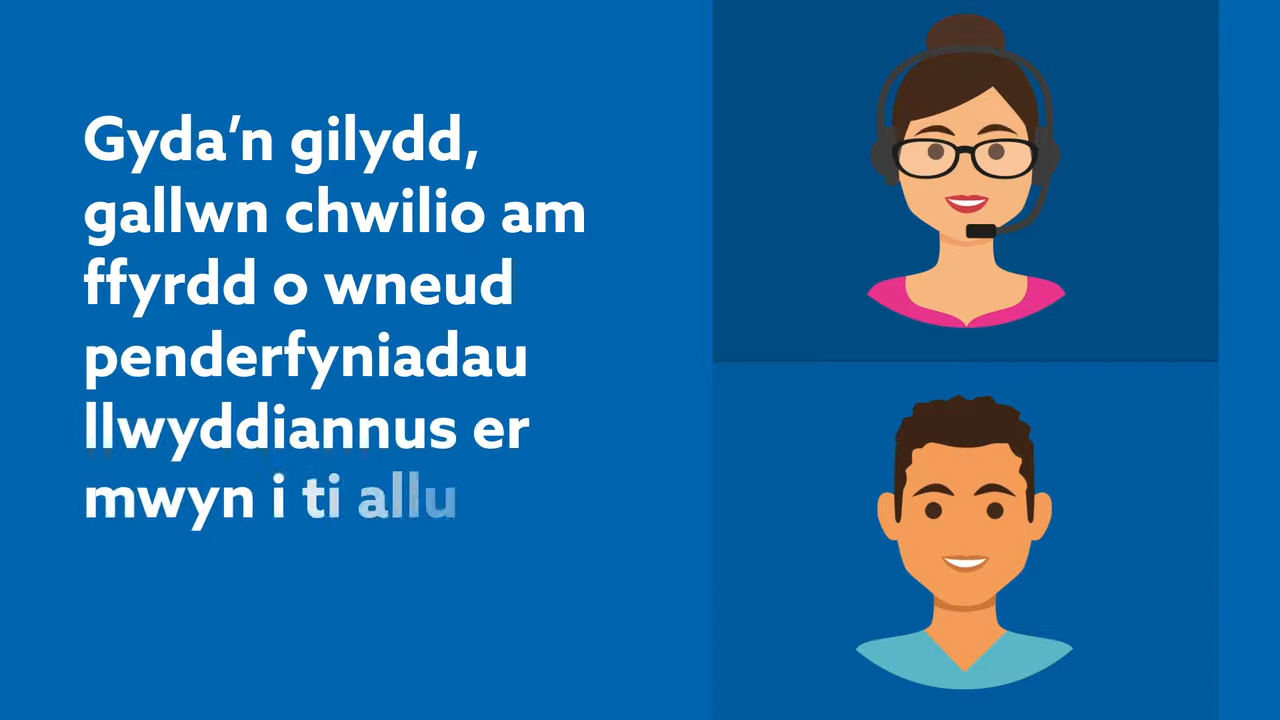 Gyda’n gilydd,
gallwn chwilio am
ffyrdd o wneud
penderfyniadau
llwyddiannus er
mwyn i ti allu